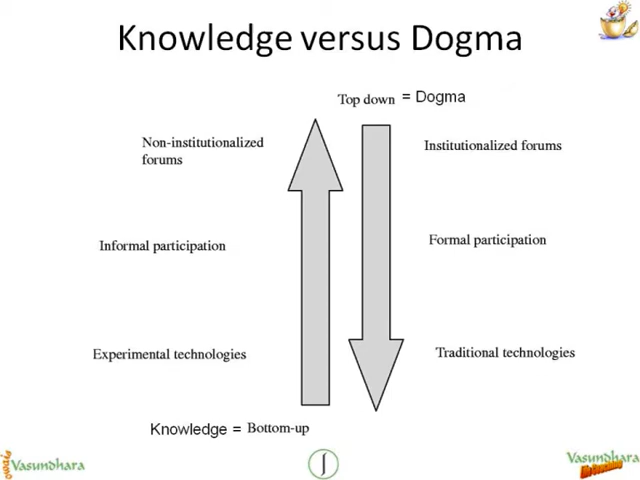 Knowledge versus Dogma
Top down = Dogma
Non-institutionalized
forums
Institutionalized forums
Informal participation
Formal participation
Experimental technologies
Traditional technologies
Knowledge = Bottom-up
Vasundhara
Vasundhara